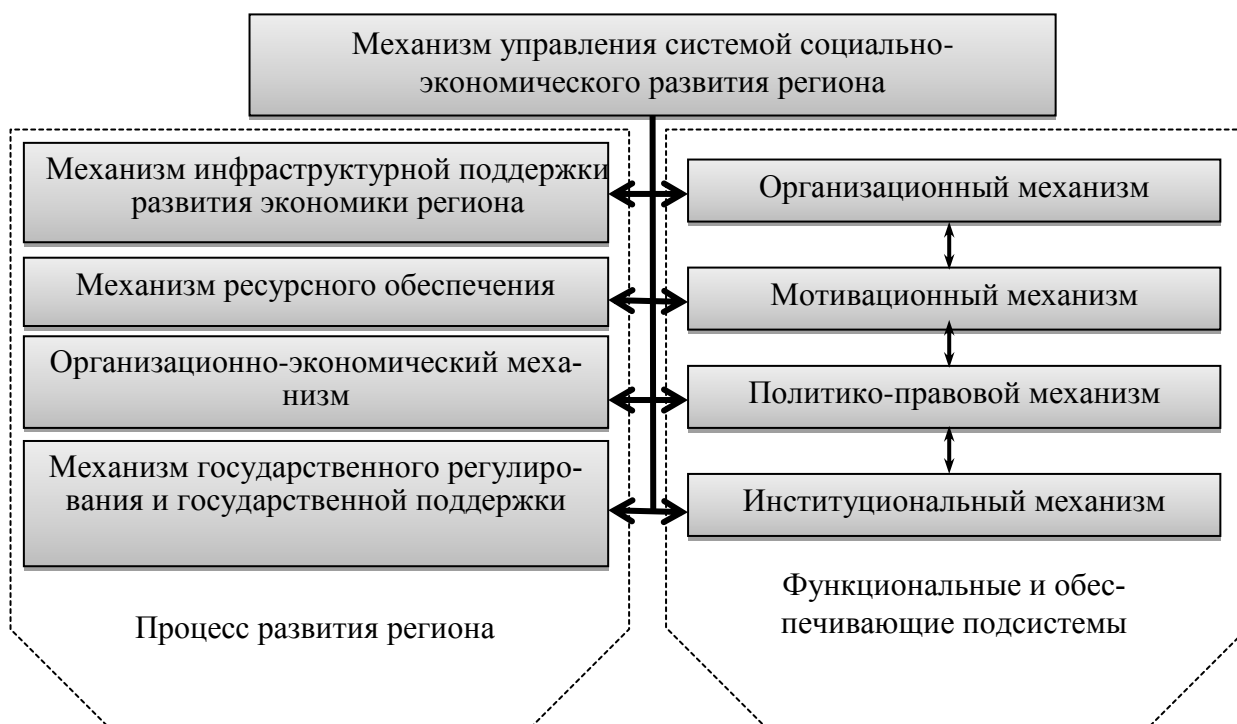 Механизм управления системой социально-
экономического развития региона
Механизм инфраструктурной поддержки
развития экономики региона
Механизм ресурсного обеспечения
Организационно-экономический меха-
низм
Механизм государственного регулиро-
вания и государственной поддержки
Процесс развития региона
Организационный механизм
Мотивационный механизм
Политико-правовой механизм
Институциональный механизм
Функциональные и обес-
печивающие подсистемы